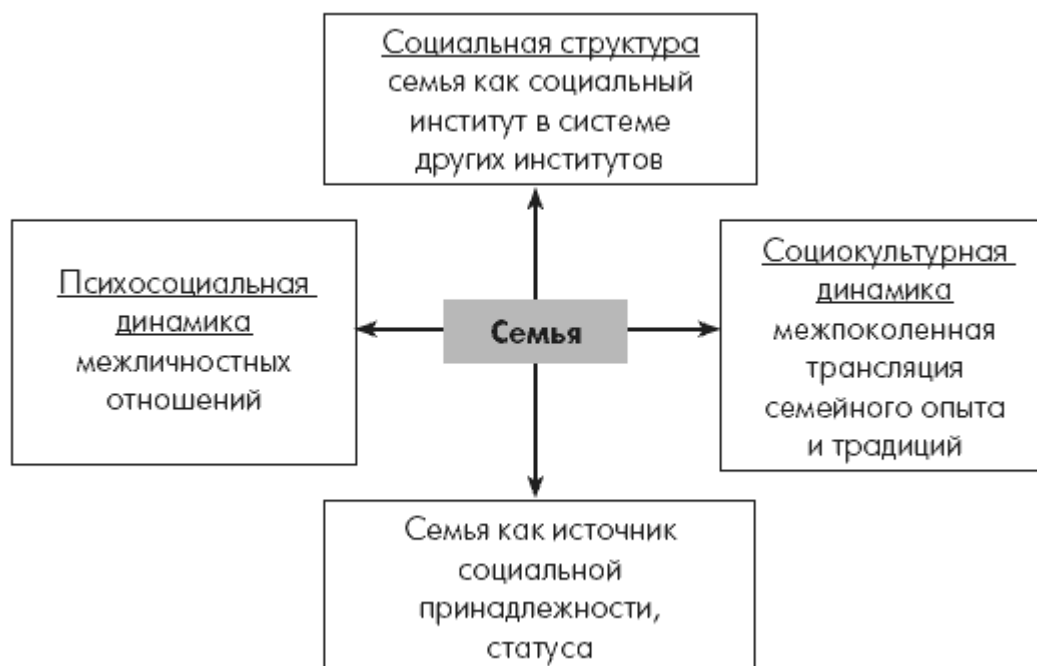 Социальная структура
семья как социальный
институт в системе
других институтов
Психосоциальная
динамика
межличностных
отношений
Семья
Социокультурная
динамика
межпоколенная
трансляция
семейного опыта
и традиций
Семья как источник
социальной
принадлежности,
статуса